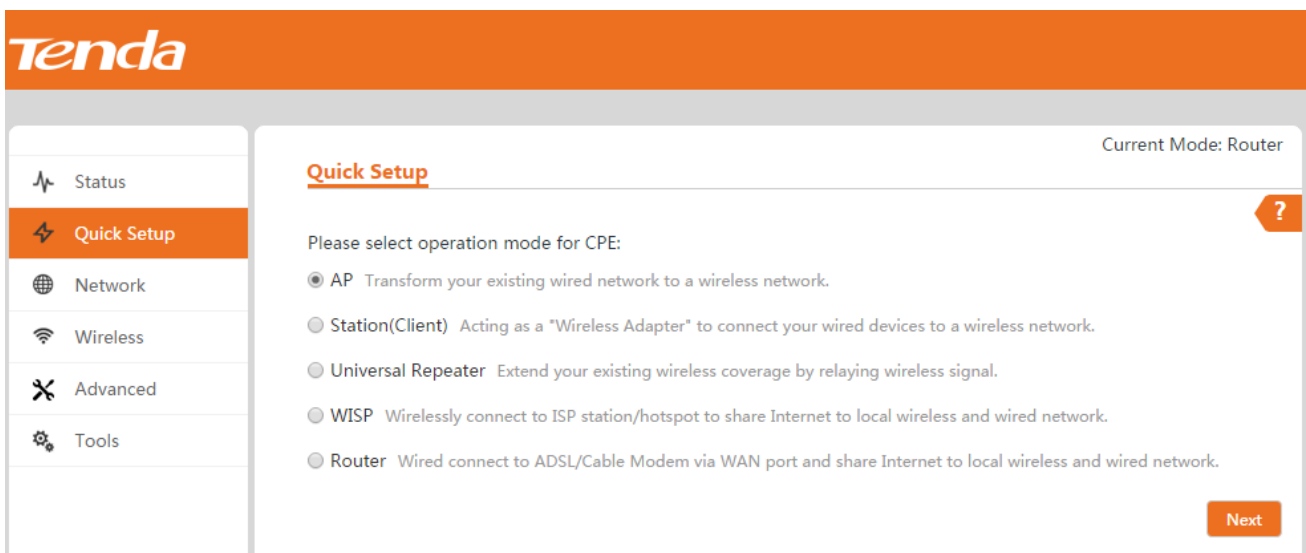 Tenda
Current Mode: Router
Quick Setup
?
Status
Quick Setup
Network
Wireless
Advanced
Tools
Please select operation mode for CPE:
AP Transform your existing wired network to a wireless network.
Station(Client) Acting as a "Wireless Adapter" to connect your wired devices to a wireless network.
Universal Repeater Extend your existing wireless coverage by relaying wireless signal.
WISP Wirelessly connect to ISP station/hotspot to share Internet to local wireless and wired network.
Router Wired connect to ADSL/Cable Modem via WAN port and share Internet to local wireless and wired network.
Next